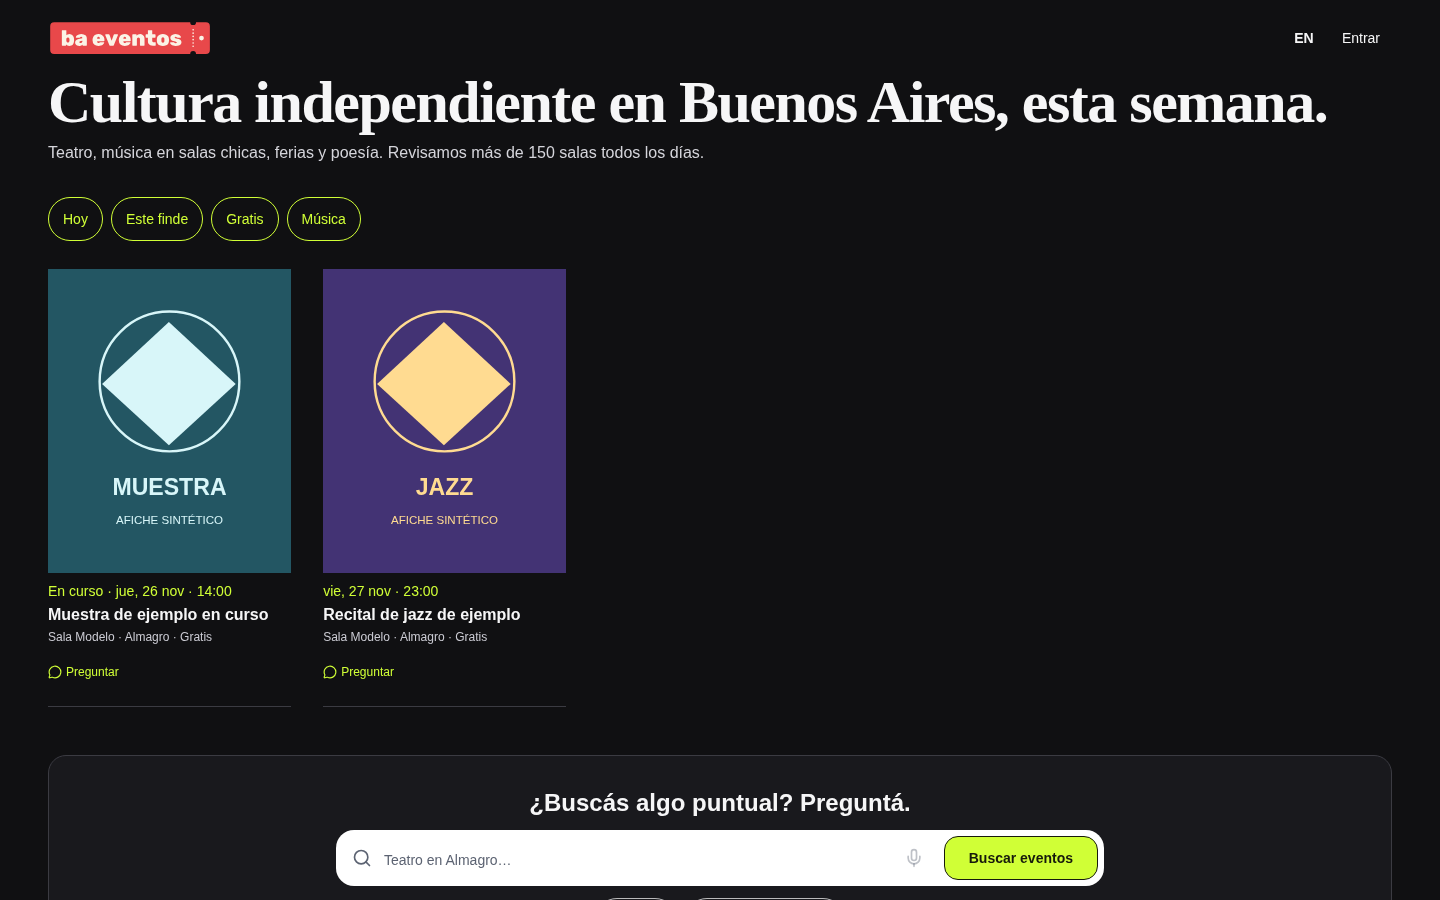 ba eventos
EN
Entrar
Cultura independiente en Buenos Aires, esta semana.
Teatro, música en salas chicas, ferias y poesía. Revisamos más de 150 salas todos los días.
Hoy
Este finde
Gratis
Música
MUESTRA
AFICHE SINTÉTICO
En curso · jue, 26 nov · 14:00
Muestra de ejemplo en curso
Sala Modelo · Almagro · Gratis
Preguntar
JAZZ
AFICHE SINTÉTICO
vie, 27 nov · 23:00
Recital de jazz de ejemplo
Sala Modelo · Almagro · Gratis
Preguntar
¿Buscás algo puntual? Preguntá.
Teatro en Almagro…
Buscar eventos